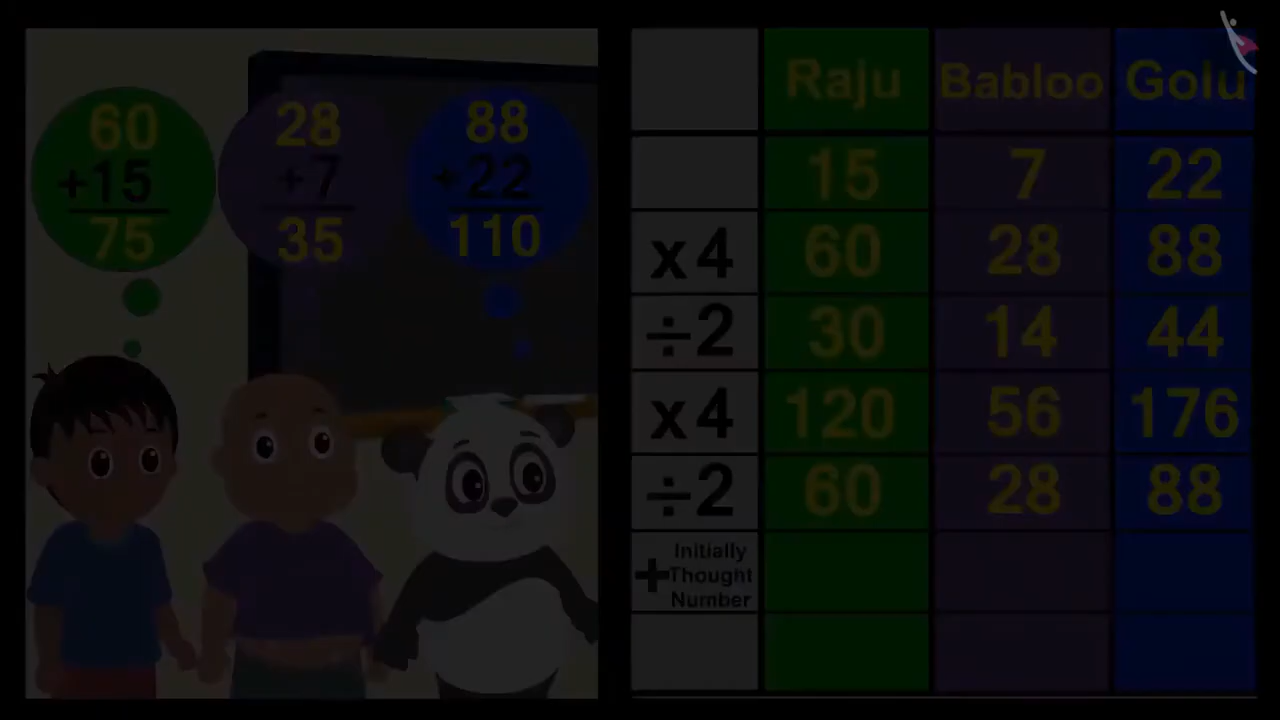 60
+15
75
28
+7
35
88
+22
110
Raju Babloo Golu
15 7 22
x4 60 28 88
÷2 30 14 44
x4 120 56 176
÷2 60 28 88
+ Initially
Thought
Number